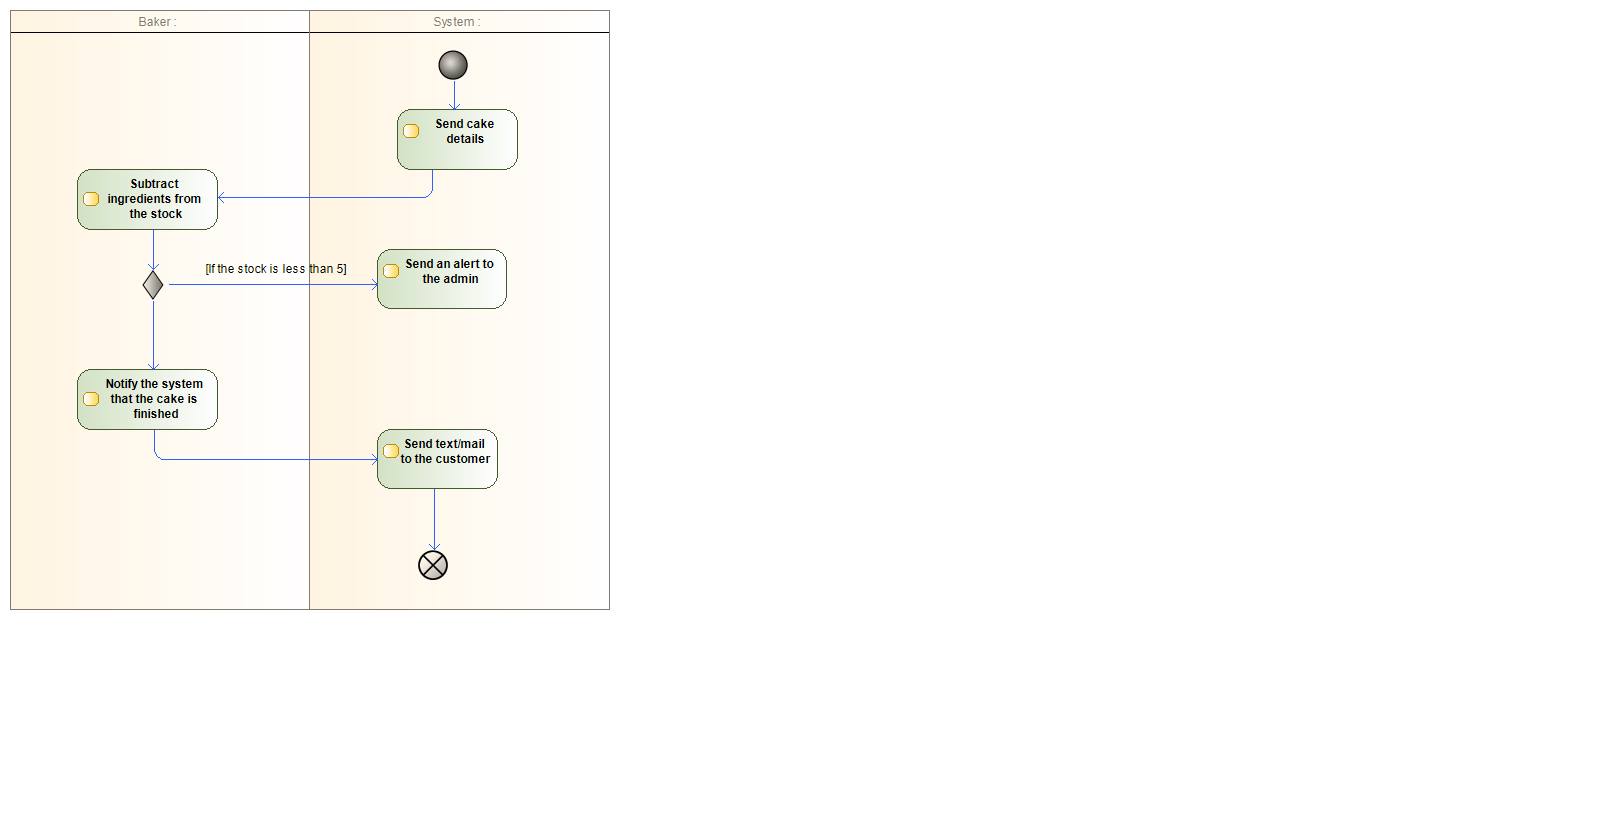 Baker :
System :
Send cake
details
Subtract
ingredients from
the stock
[If the stock is less than 5]
Send an alert to
the admin
Notify the system
that the cake is
finished
Send text/mail
to the customer